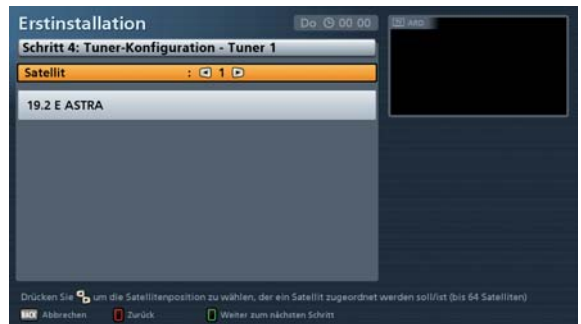 Erstinstallation
Do 00 00
ARD
Schritt 4: Tuner-Konfiguration - Tuner 1
Satellit : 1
19.2 E ASTRA
Drücken Sie um die Satellitenposition zu wählen, der ein Satellit zugeordnet werden soll/ist (bis 64 Satelliten)
Abbrechen Zurück Weiter zum nächsten Schritt